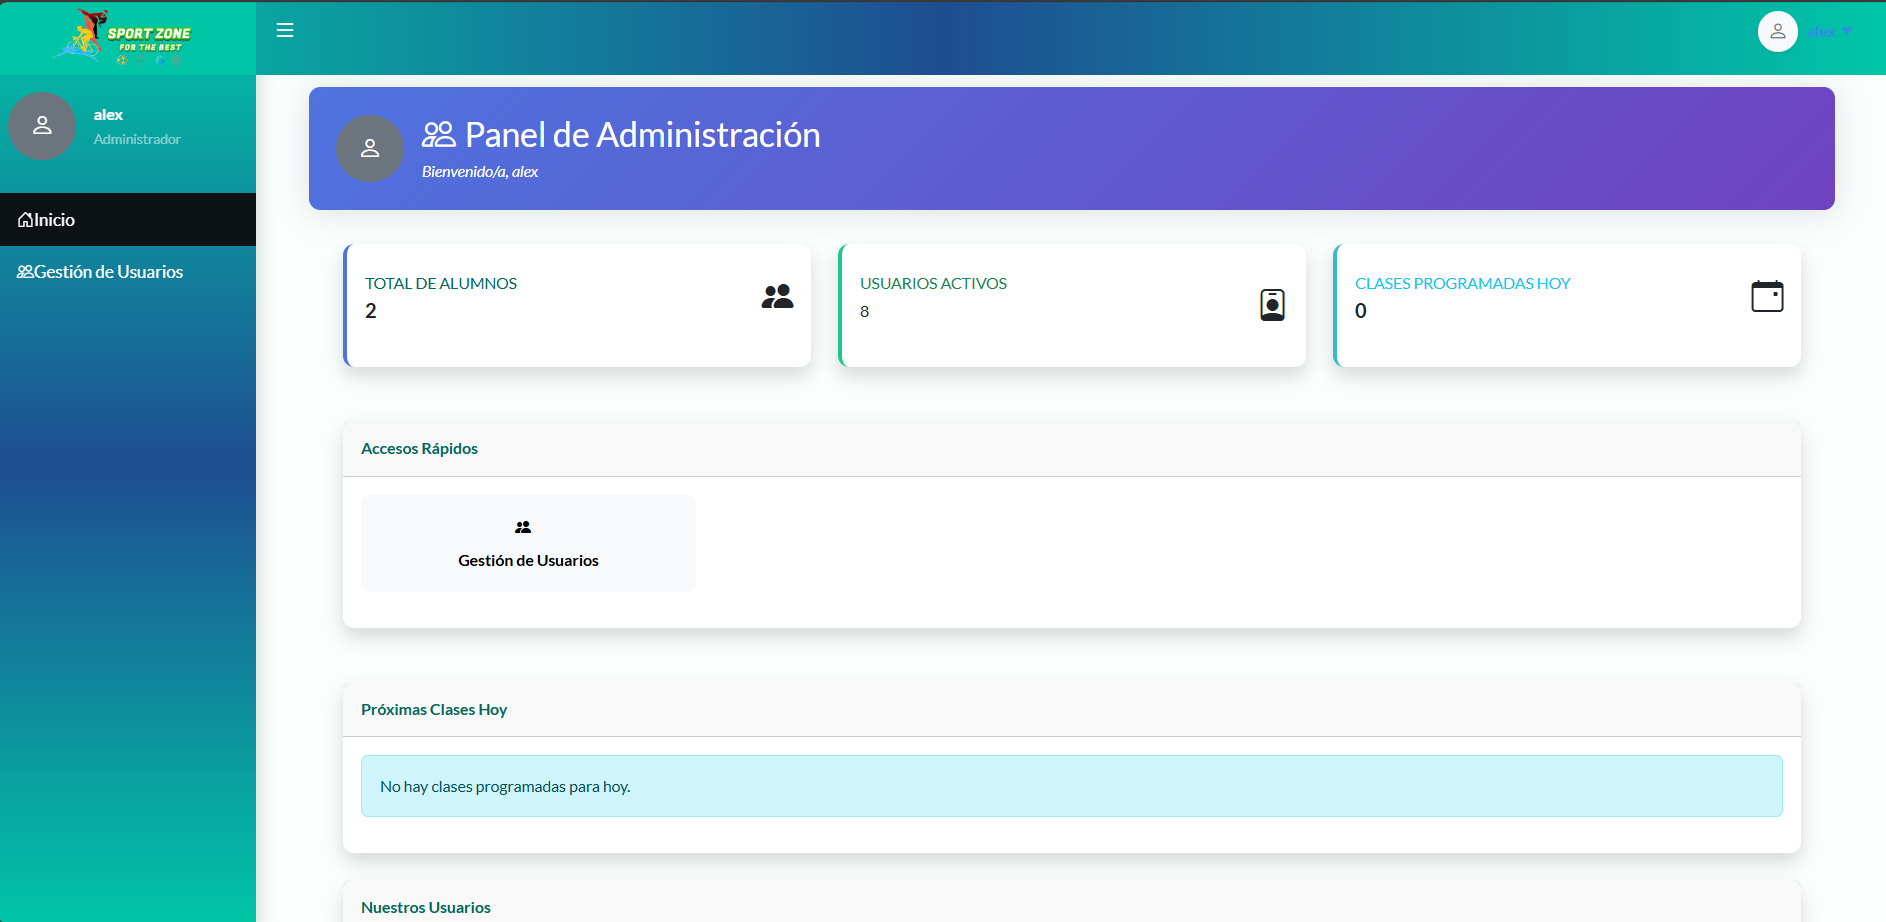 SPORT ZONE
FOR THE BEST
alex
alex
Administrador
Inicio
Gestión de Usuarios
Panel de Administración
Bienvenido/a, alex
TOTAL DE ALUMNOS
2
USUARIOS ACTIVOS
8
CLASES PROGRAMADAS HOY
0
Accesos Rápidos
Gestión de Usuarios
Próximas Clases Hoy
No hay clases programadas para hoy.
Nuestros Usuarios